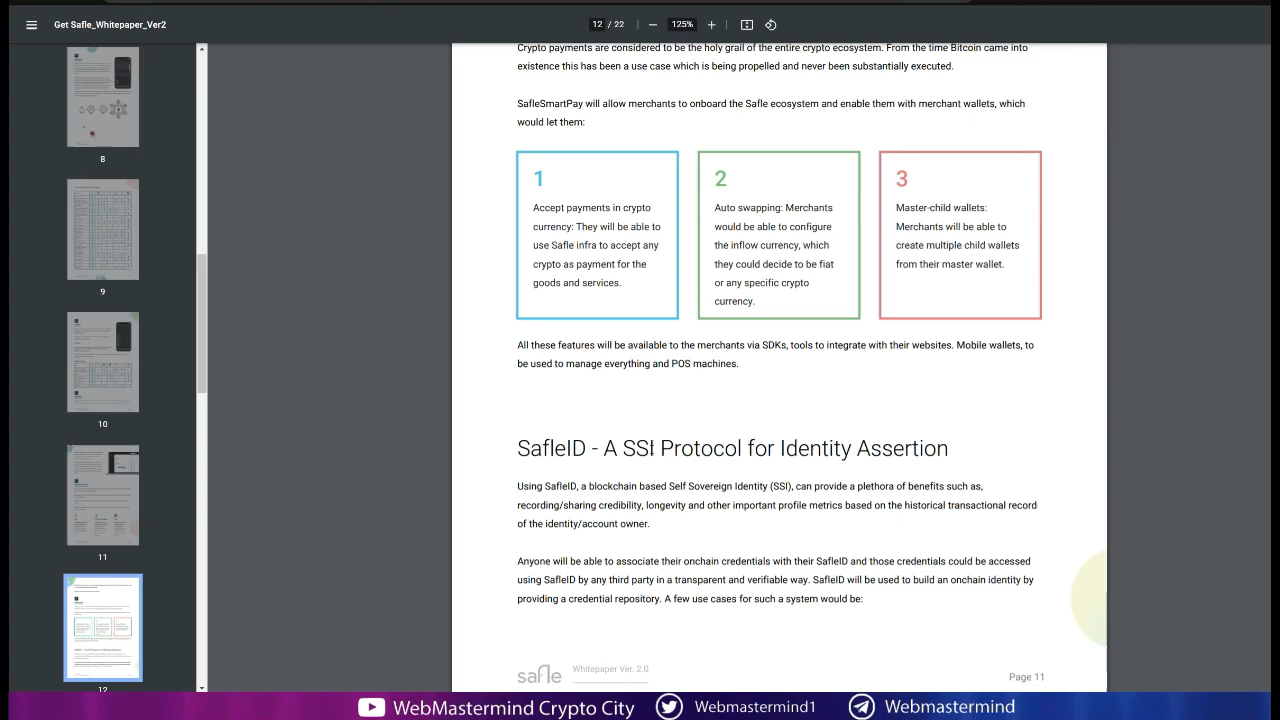 Get Safle_Whitepaper_Ver2
12 / 22
125%
8
9
10
11
12
Crypto payments are considered to be the holy grail of the entire crypto ecosystem. From the time Bitcoin came into
existence this has been a use case which is being propelled and never been substantially executed.
SafleSmartPay will allow merchants to onboard the Safle ecosystem and enable them with merchant wallets, which
would let them:
1
Accept payments in crypto
currency: They will be able to
use Safle infra to accept any
crypto as payment for the
goods and services.
2
Auto swapping: Merchants
would be able to configure
the inflow currency, which
they could decide to be fiat
or any specific crypto
currency.
3
Master-child wallets:
Merchants will be able to
create multiple child wallets
from their master wallet.
All these features will be available to the merchants via SDKs, tools to integrate with their websites. Mobile wallets, to
be used to manage everything and POS machines.
SafleID - A SSI Protocol for Identity Assertion
Using SafleID, a blockchain based Self Sovereign Identity (SSI), can provide a plethora of benefits such as,
recording/sharing credibility, longevity and other important profile metrics based on the historical transactional record
of the identity/account owner.
Anyone will be able to associate their onchain credentials with their SafleID and those credentials could be accessed
using SafleID by any third party in a transparent and verifiable way. SafleID will be used to build an onchain identity by
providing a credential repository. A few use cases for such a system would be:
safle
Whitepaper Ver. 2.0
Page 11
WebMastermind Crypto City
Webmastermind1
Webmastermind